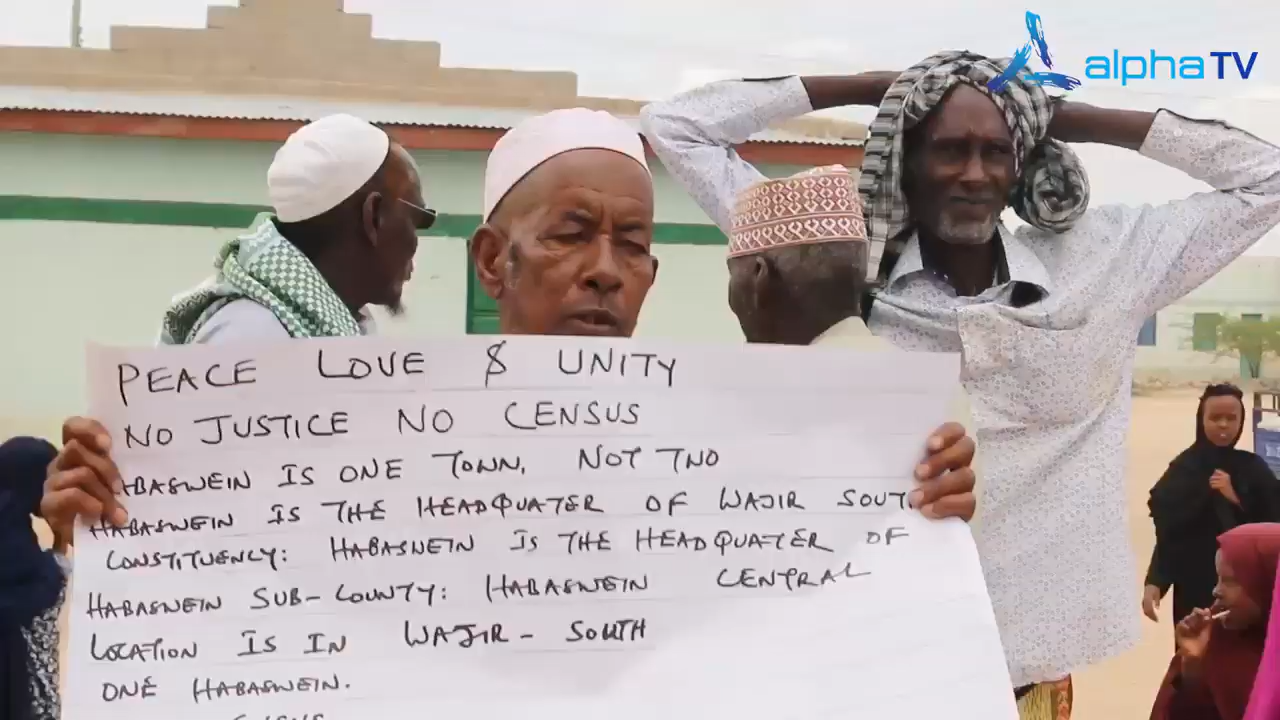 alpha TV
PEACE LOVE & UNITY
NO JUSTICE NO CENSUS
HABASWEIN IS ONE TOWN, NOT TWO
HABASWEIN IS THE HEADQUATER OF WAJIR SOUTH
CONSTITUENCY: HABASWEIN IS THE HEADQUATER OF
HABASWEIN SUB-COUNTY: HABASWEIN CENTRAL
LOCATION IS IN WAJIR-SOUTH
ONE HABASWEIN.